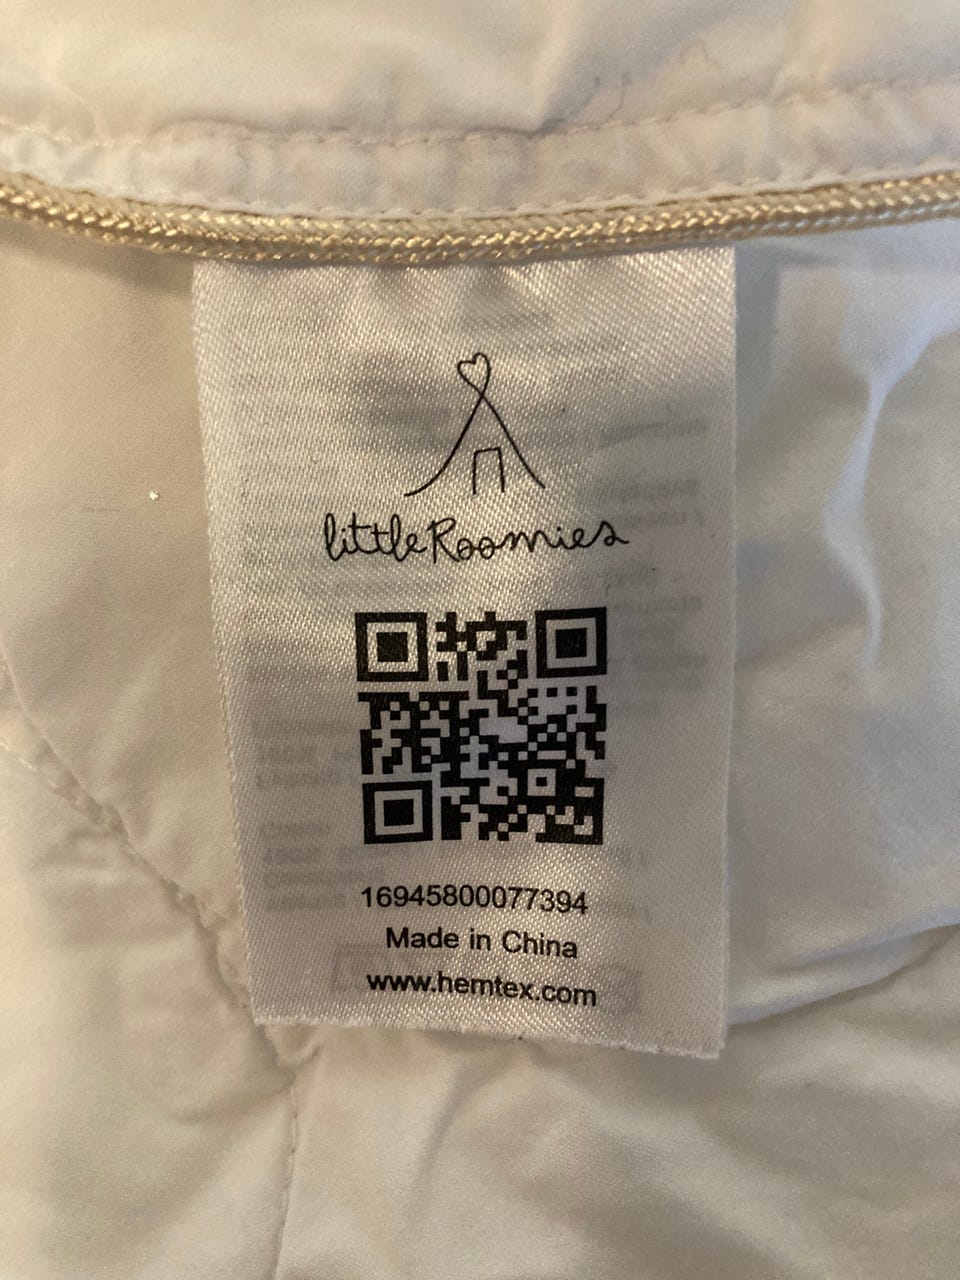 littleRoomies
16945800077394
Made in China
www.hemtex.com